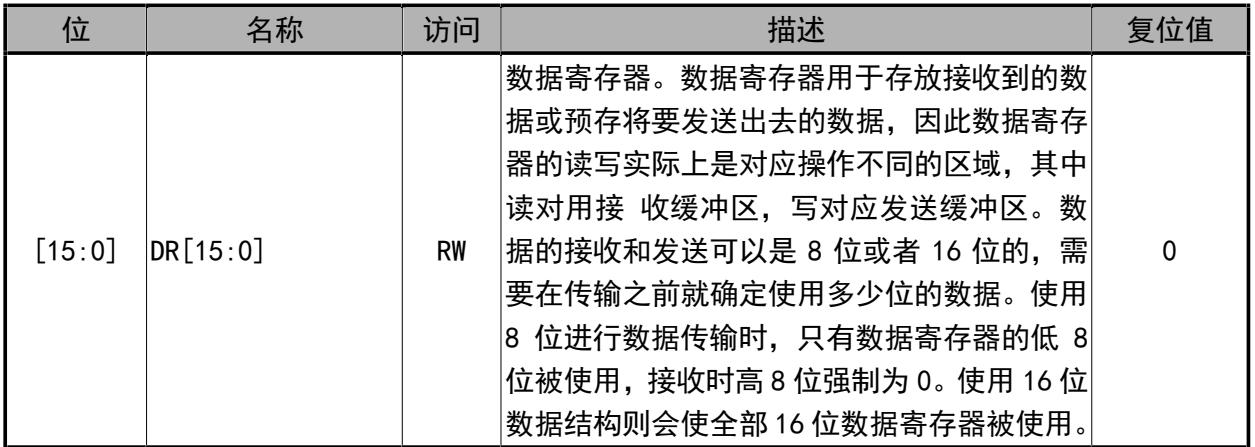 位 名称 访问 描述 复位值
数据寄存器。数据寄存器用于存放接收到的数
据或预存将要发送出去的数据，因此数据寄存
器的读写实际上是对应操作不同的区域，其中
读对用接 收缓冲区，写对应发送缓冲区。数
[15:0] DR[15:0] RW 据的接收和发送可以是 8 位或者 16 位的，需 0
要在传输之前就确定使用多少位的数据。使用
8 位进行数据传输时，只有数据寄存器的低 8
位被使用，接收时高 8 位强制为 0。使用 16 位
数据结构则会使全部 16 位数据寄存器被使用。